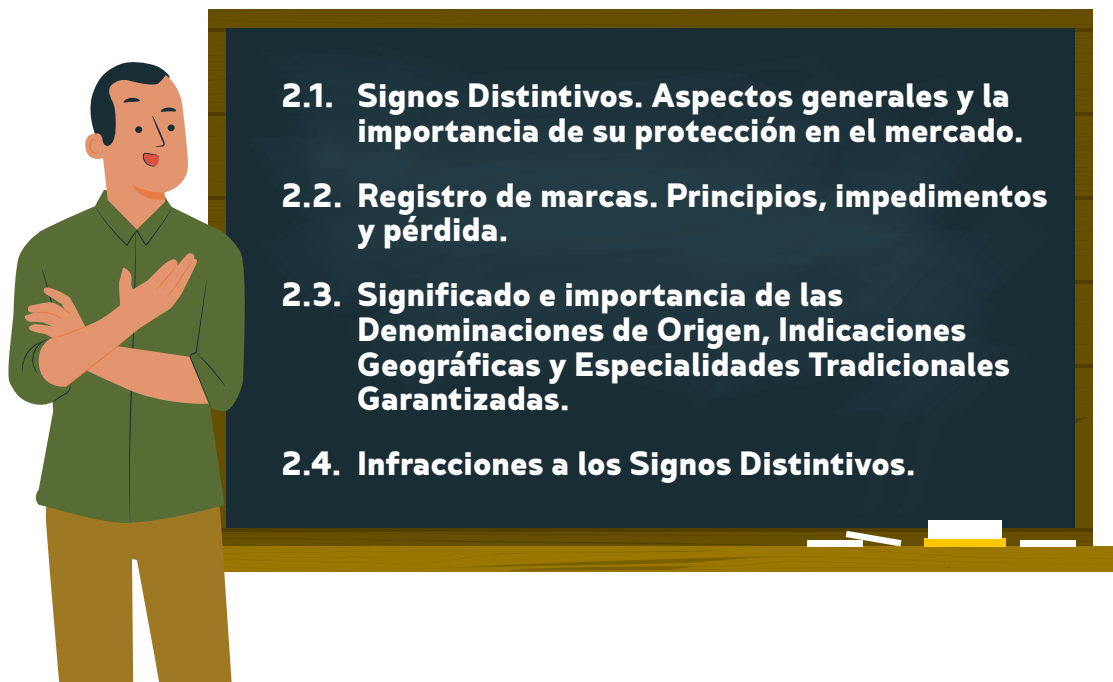 2.1. Signos Distintivos. Aspectos generales y la
importancia de su protección en el mercado.
2.2. Registro de marcas. Principios, impedimentos
y pérdida.
2.3. Significado e importancia de las
Denominaciones de Origen, Indicaciones
Geográficas y Especialidades Tradicionales
Garantizadas.
2.4. Infracciones a los Signos Distintivos.